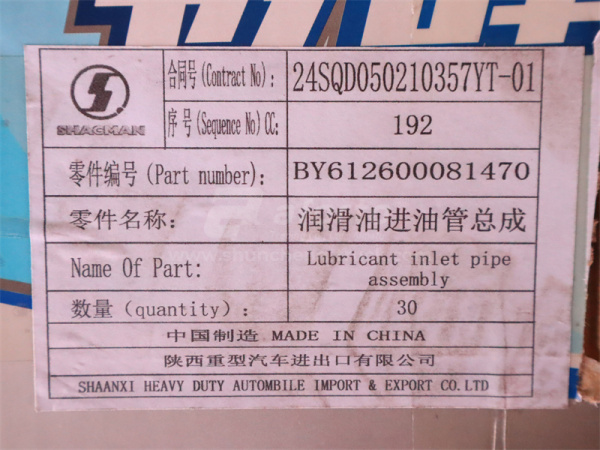 SHACMAN
合同号(Contract No): 24SQD050210357YT-01
序号(Sequence No)CC: 192
零件编号(Part number): BY612600081470
零件名称: 润滑油进油管总成
Name Of Part: Lubricant inlet pipe
assembly
数量(quantity): 30
中国制造 MADE IN CHINA
陕西重型汽车进出口有限公司
SHAANXI HEAVY DUTY AUTOMBILE IMPORT & EXPORT CO.LTD